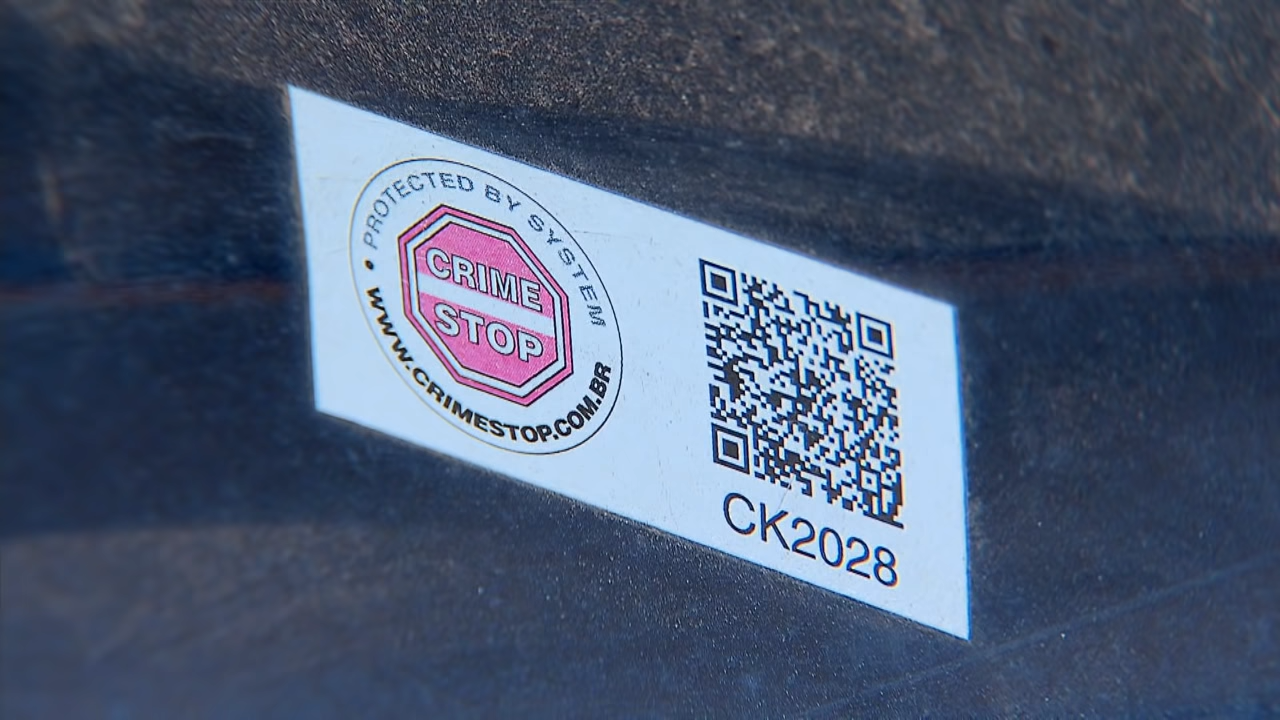 PROTECTED BY SYSTEM
CRIME
STOP
• WWW.CRIMESTOP.COM.BR
CK2028